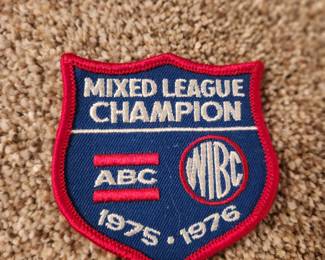 MIXED LEAGUE
CHAMPION
ABC WIBC
1975 · 1976